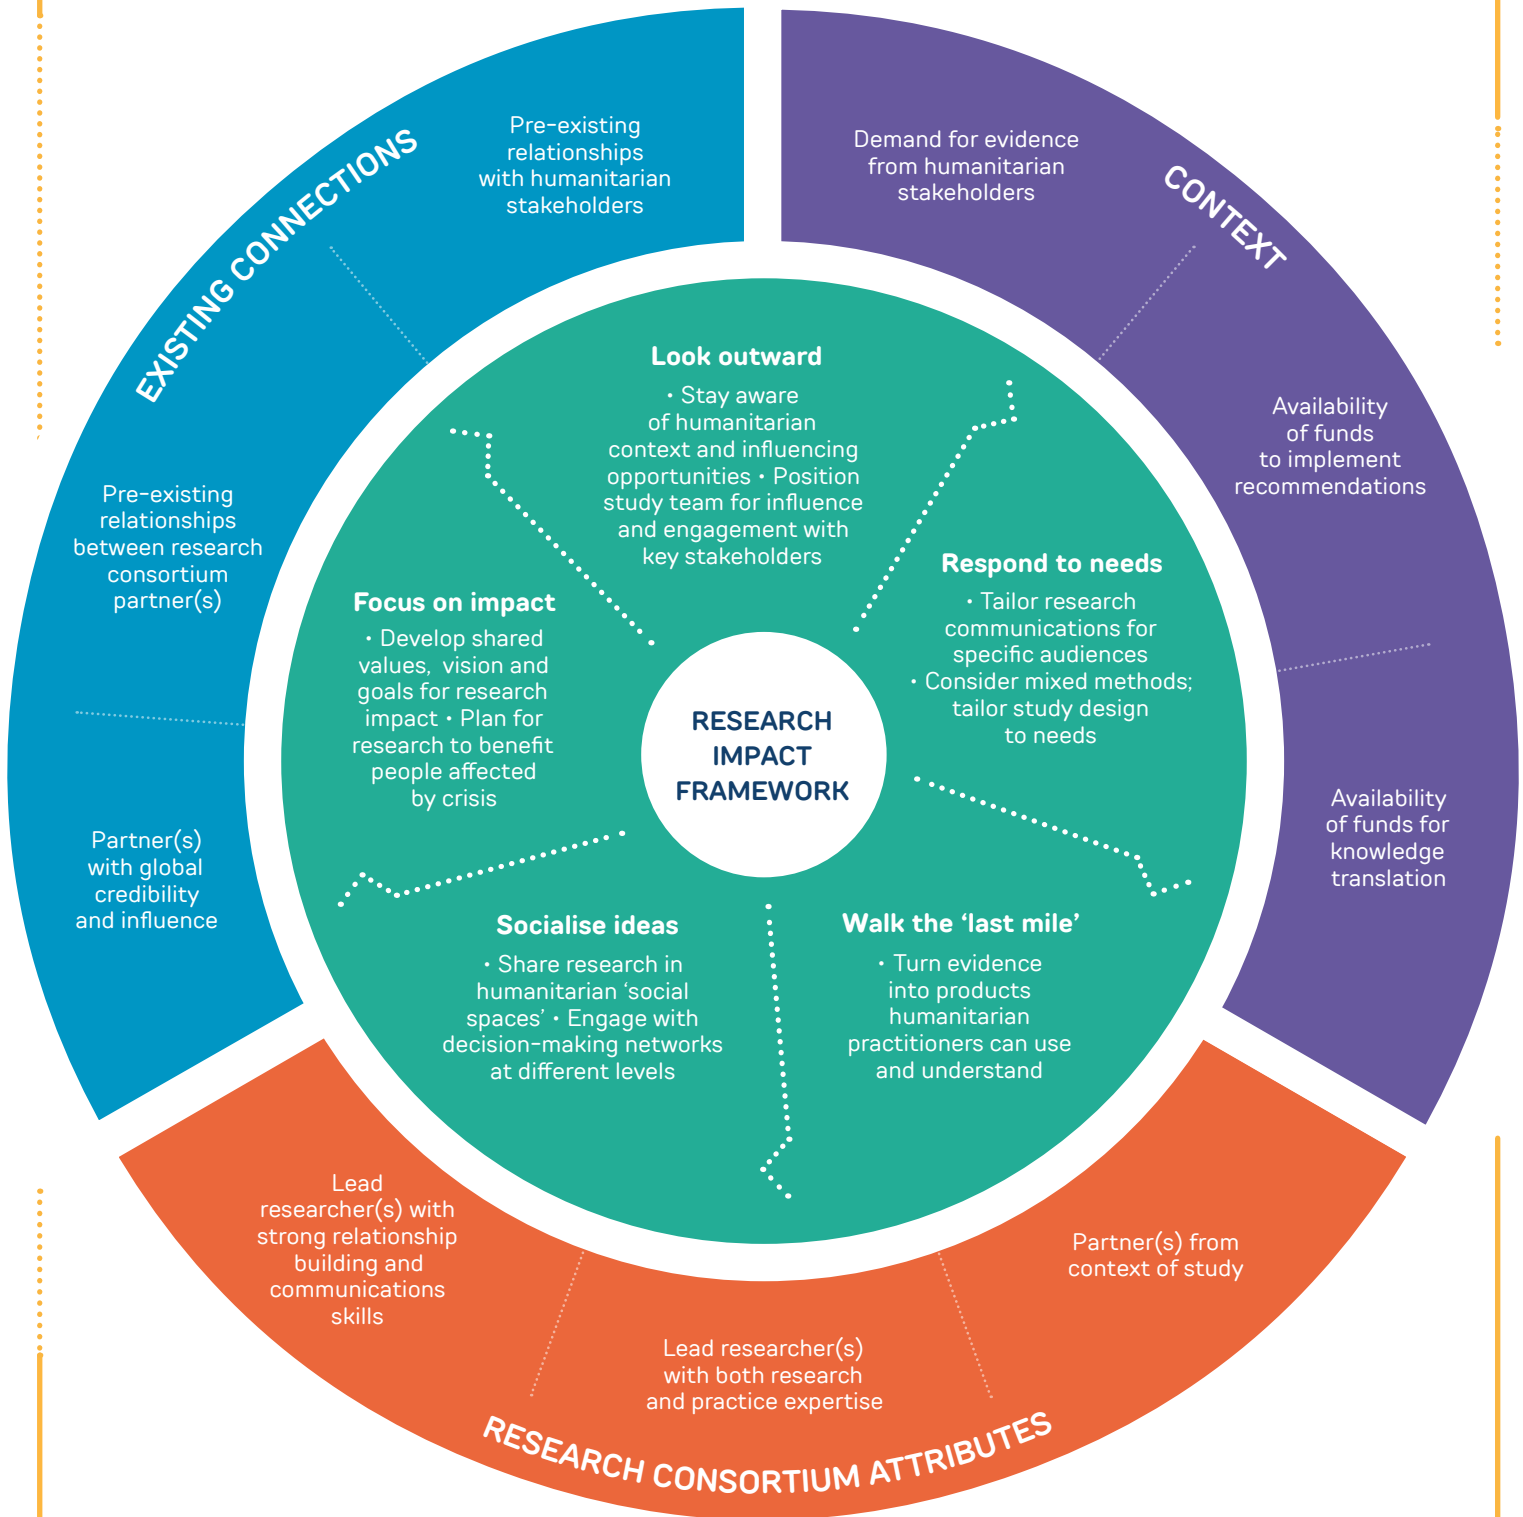 EXISTING CONNECTIONS
Pre-existing
relationships
with humanitarian
stakeholders
Pre-existing
relationships
between research
consortium
partner(s)
Partner(s)
with global
credibility
and influence
CONTEXT
Demand for evidence
from humanitarian
stakeholders
Availability
of funds
to implement
recommendations
Availability
of funds for
knowledge
translation
Look outward
• Stay aware
of humanitarian
context and influencing
opportunities • Position
study team for influence
and engagement with
key stakeholders
Respond to needs
• Tailor research
communications for
specific audiences
• Consider mixed methods;
tailor study design
to needs
Focus on impact
• Develop shared
values, vision and
goals for research
impact • Plan for
research to benefit
people affected
by crisis
RESEARCH
IMPACT
FRAMEWORK
Socialise ideas
• Share research in
humanitarian ‘social
spaces’ • Engage with
decision-making networks
at different levels
Walk the ‘last mile’
• Turn evidence
into products
humanitarian
practitioners can use
and understand
Lead
researcher(s) with
strong relationship
building and
communications
skills
Lead researcher(s)
with both research
and practice expertise
Partner(s) from
context of study
RESEARCH CONSORTIUM ATTRIBUTES